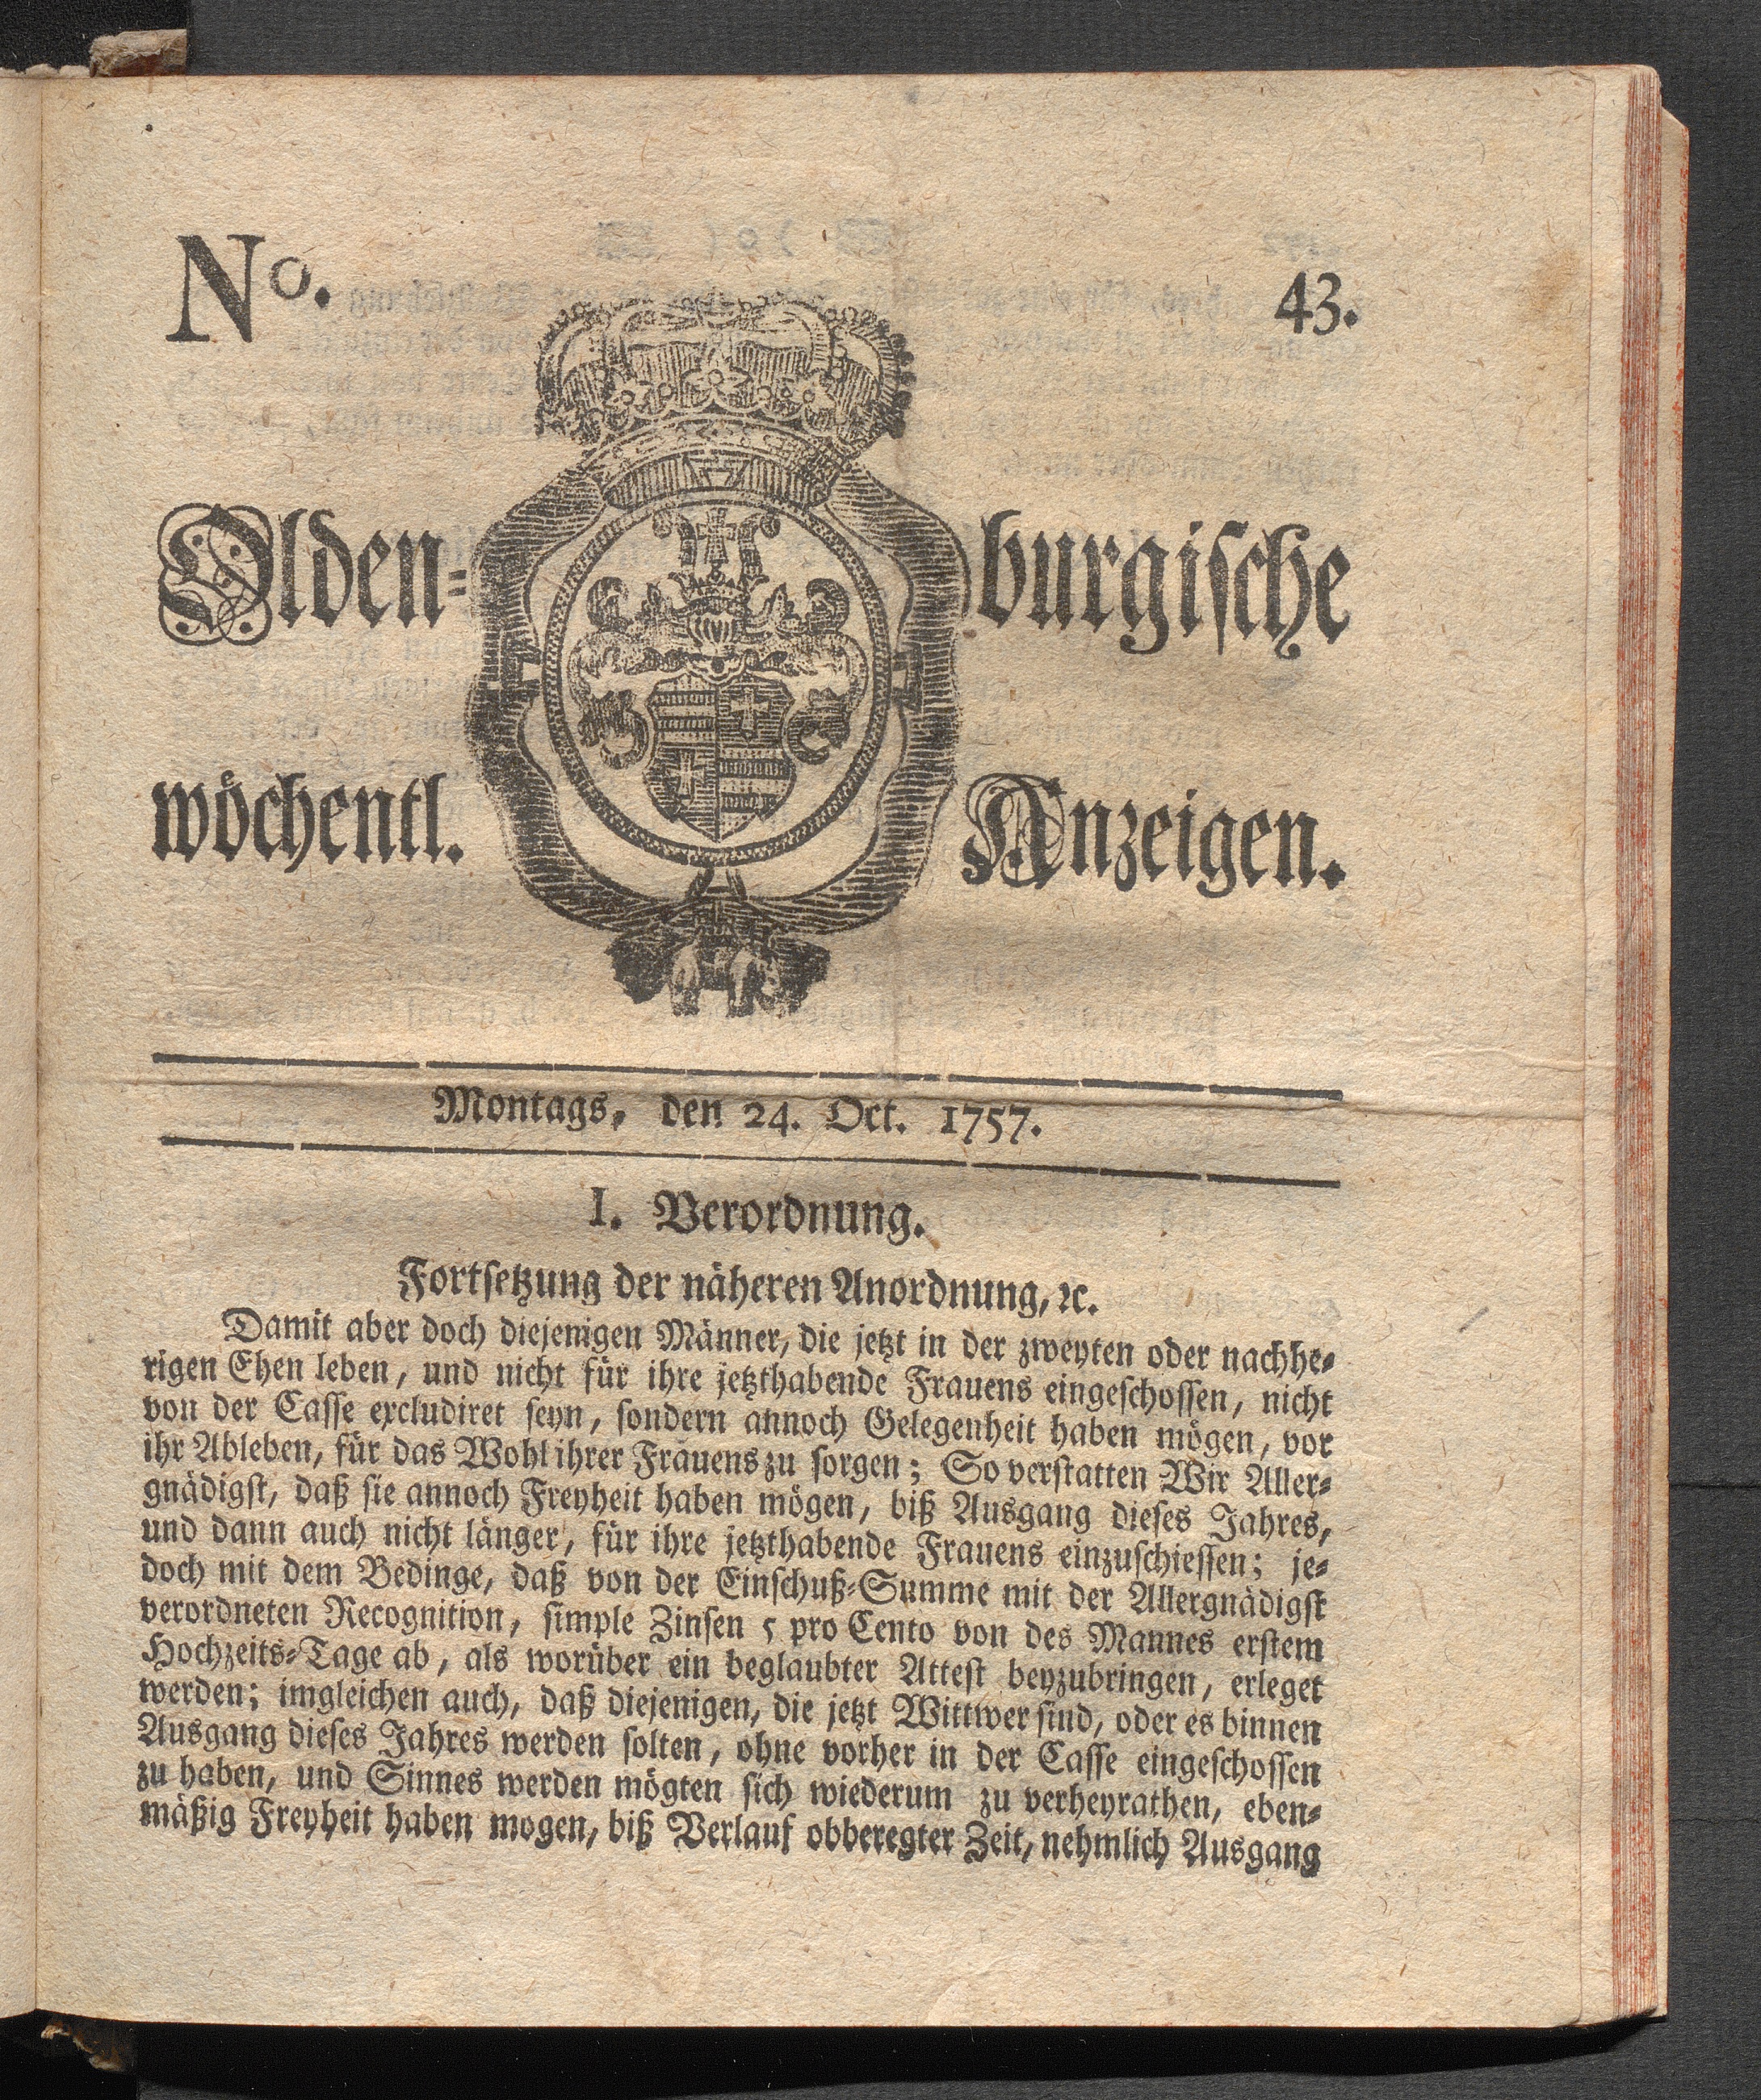 No. 43.
Olden= burgische
wöchentl. Anzeigen.
Montags, den 24. Oct. 1757.
I. Verordnung.
Fortsetzung der näheren Anordnung, ꝛc.
Damit aber doch diejenigen Männer, die jetzt in der zweyten oder nachhe=
rigen Ehen leben, und nicht für ihre jetzthabende Frauens eingeschossen, nicht
von der Casse excludiret seyn, sondern annoch Gelegenheit haben mögen, vor
ihr Ableben, für das Wohl ihrer Frauens zu sorgen; So verstatten Wir Aller=
gnädigst, daß sie annoch Freyheit haben mögen, biß Ausgang dieses Jahres,
und dann auch nicht länger, für ihre jetzthabende Frauens einzuschiessen; je=
doch mit dem Bedinge, daß von der Einschuß=Summe mit der Allergnädigst
verordneten Recognition, simple Zinsen 5 pro Cento von des Mannes erstem
Hochzeits=Tage ab, als worüber ein beglaubter Attest beyzubringen, erleget
werden; imgleichen auch, daß diejenigen, die jetzt Wittwer sind, oder es binnen
Ausgang dieses Jahres werden solten, ohne vorher in der Casse eingeschossen
zu haben, und Sinnes werden mögten sich wiederum zu verheyrathen, eben=
mäßig Freyheit haben mogen, biß Verlauf obberegter Zeit, nehmlich Ausgang